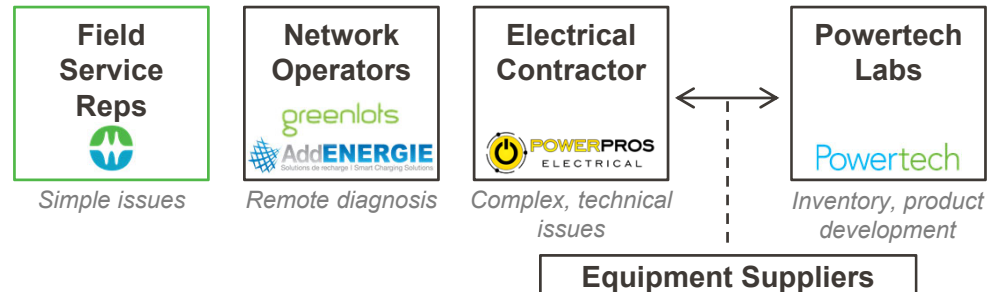 Field
Service
Reps
Simple issues
Network
Operators
greenlots
AddENERGIE
Solutions de recharge | Smart Charging Solutions
Remote diagnosis
Electrical
Contractor
POWERPROS
ELECTRICAL
Complex, technical
issues
Powertech
Labs
Powertech
Inventory, product
development
Equipment Suppliers